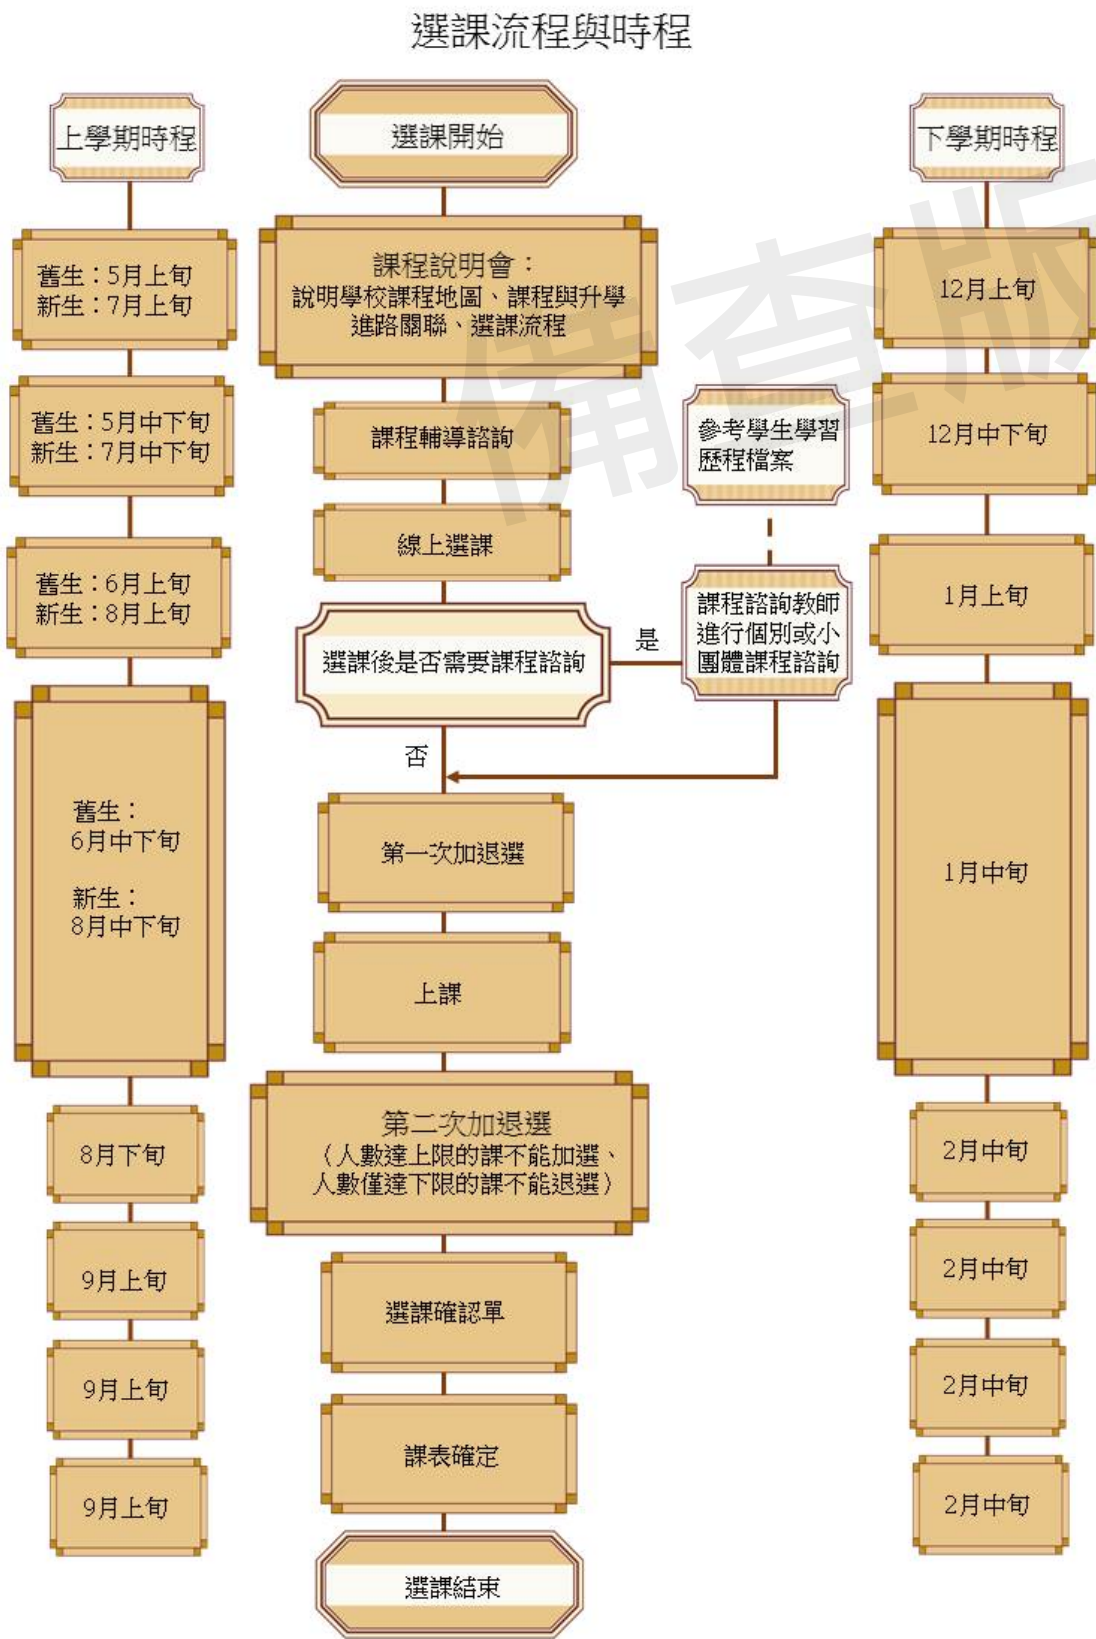 選課流程與時程
上學期時程
舊生：5月上旬
新生：7月上旬
舊生：5月中下旬
新生：7月中下旬
舊生：6月上旬
新生：8月上旬
舊生：
6月中下旬
新生：
8月中下旬
8月下旬
9月上旬
9月上旬
9月上旬
選課開始
課程說明會：
說明學校課程地圖、課程與升學
進路關聯、選課流程
課程輔導諮詢
線上選課
選課後是否需要課程諮詢
是
否
參考學生學習
歷程檔案
課程諮詢教師
進行個別或小
團體課程諮詢
第一次加退選
上課
第二次加退選
（人數達上限的課不能加選、
人數僅達下限的課不能退選）
選課確認單
課表確定
選課結束
下學期時程
12月上旬
12月中下旬
1月上旬
1月中旬
2月中旬
2月中旬
2月中旬
2月中旬
備查版